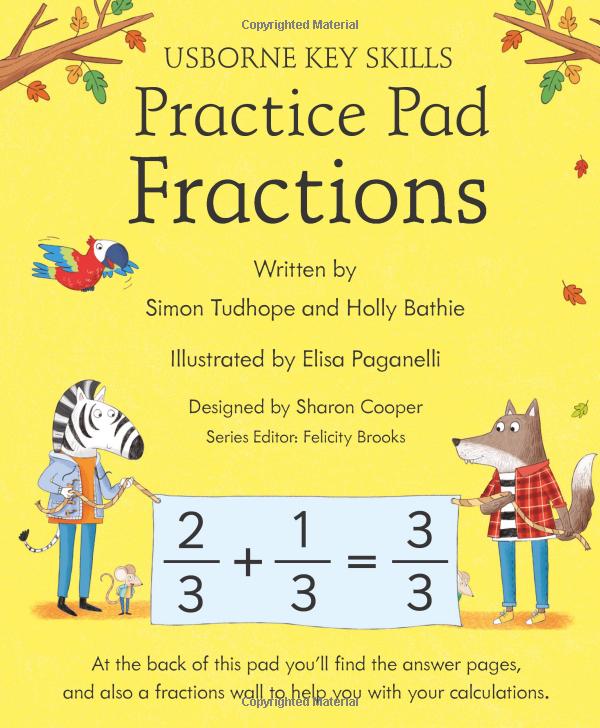 Copyrighted Material
USBORNE KEY SKILLS
Practice Pad
Fractions
Written by
Simon Tudhope and Holly Bathie
Illustrated by Elisa Paganelli
Designed by Sharon Cooper
Series Editor: Felicity Brooks
2/3 + 1/3 = 3/3
At the back of this pad you'll find the answer pages,
and also a fractions wall to help you with your calculations.
Copyrighted Material